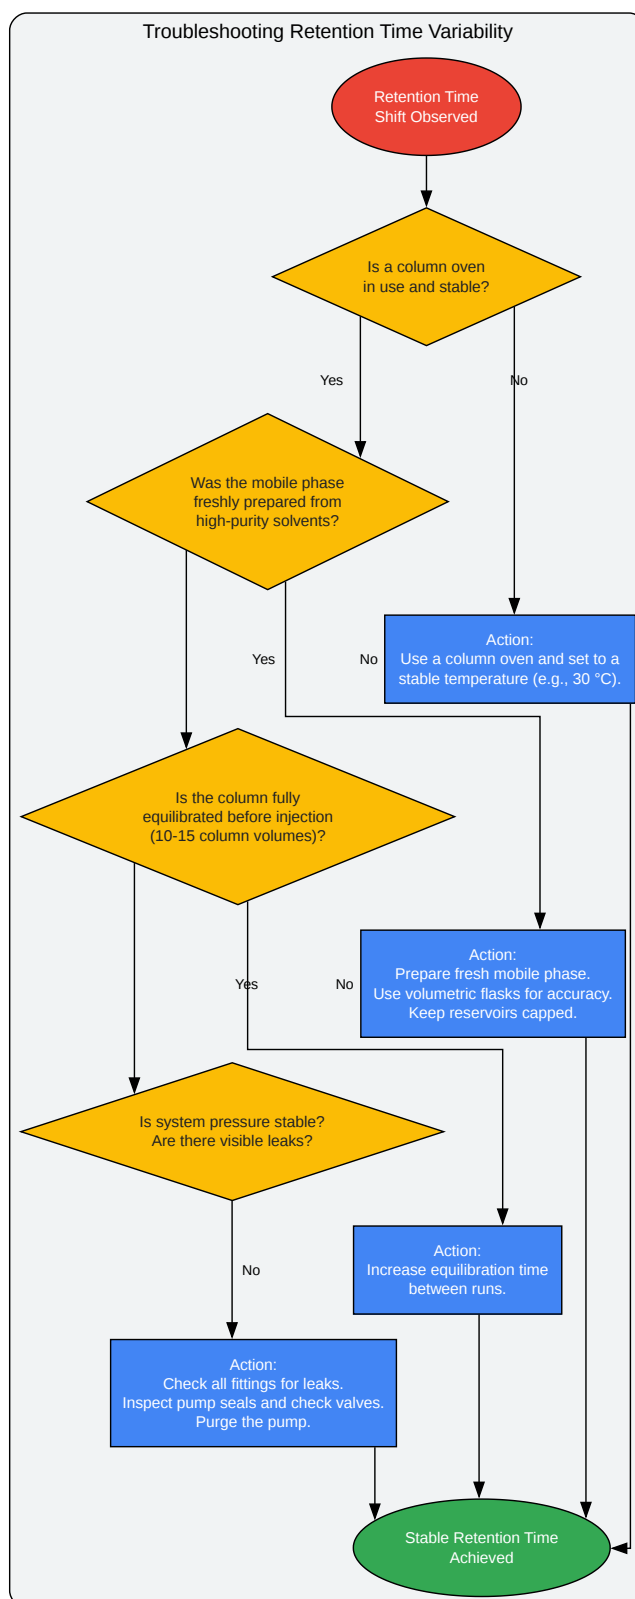 Troubleshooting Retention Time Variability
Retention Time
Shift Observed
Is a column oven
in use and stable?
Yes
No
Was the mobile phase
freshly prepared from
high-purity solvents?
Action:
Use a column oven and set to a
stable temperature (e.g., 30 °C).
Yes
No
Is the column fully
equilibrated before injection
(10-15 column volumes)?
Action:
Prepare fresh mobile phase.
Use volumetric flasks for accuracy.
Keep reservoirs capped.
Yes
No
Is system pressure stable?
Are there visible leaks?
Action:
Increase equilibration time
between runs.
No
Action:
Check all fittings for leaks.
Inspect pump seals and check valves.
Purge the pump.
Stable Retention Time
Achieved